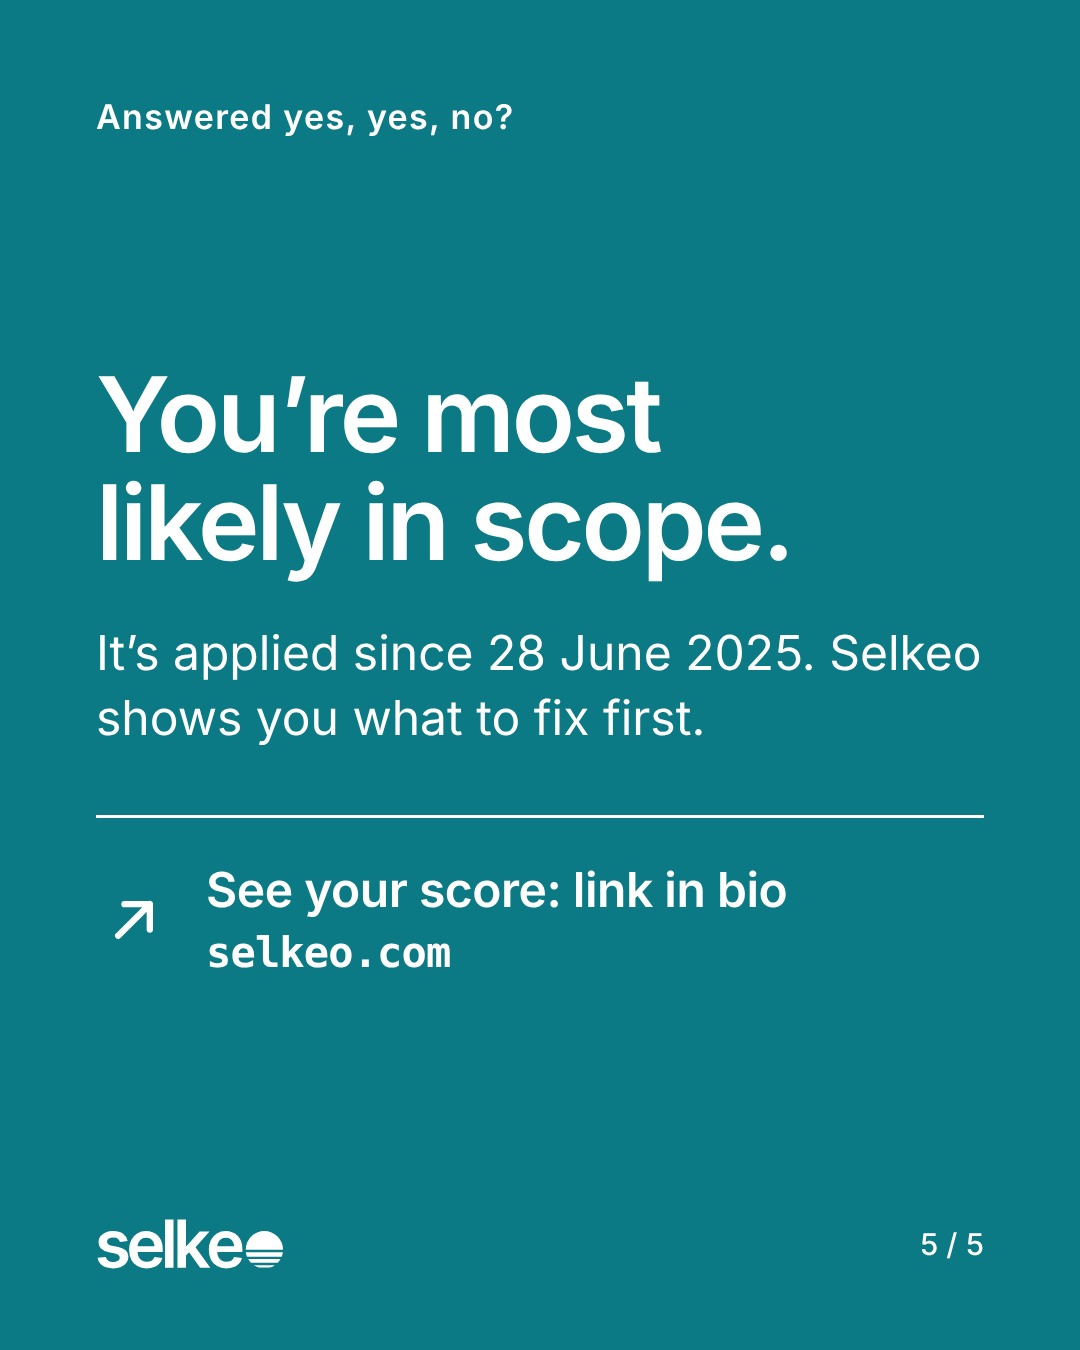 Answered yes, yes, no?
You’re most
likely in scope.
It’s applied since 28 June 2025. Selkeo
shows you what to fix first.
See your score: link in bio
selkeo.com
selkeo
5 / 5